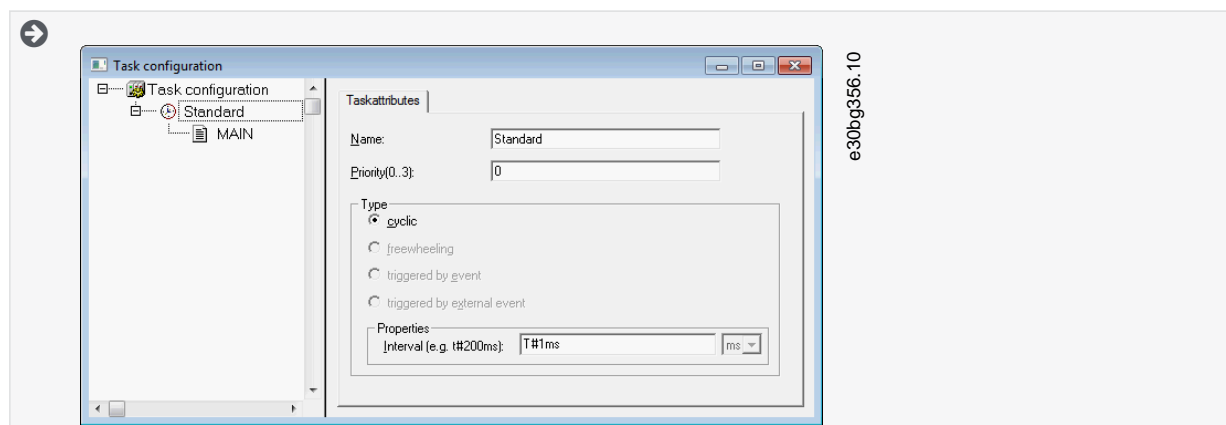 Task configuration
Task configuration
Standard
MAIN
Taskattributes
Name: Standard
Priority(0..3): 0
Type
cyclic
freewheeling
triggered by event
triggered by external event
Properties
Interval (e.g. t#200ms): T#1ms ms
e30bg356.10